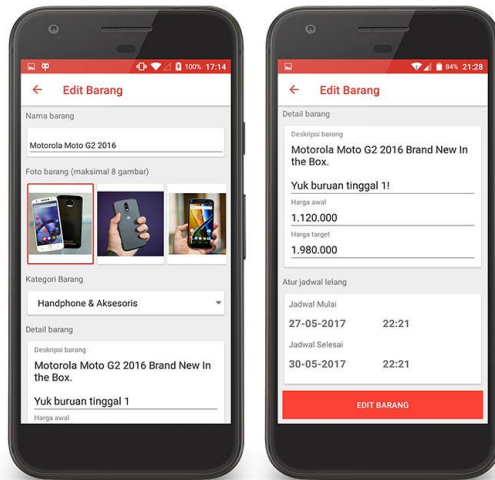 100% 17:14
Edit Barang
Nama barang
Motorola Moto G2 2016
Foto barang (maksimal 8 gambar)
Kategori Barang
Handphone & Aksesoris
Detail barang
Deskripsi barang
Motorola Moto G2 2016 Brand New In
the Box.
Yuk buruan tinggal 1
Harga awal
84% 21:28
Edit Barang
Detail barang
Deskripsi barang
Motorola Moto G2 2016 Brand New In
the Box.
Yuk buruan tinggal 1!
Harga awal
1.120.000
Harga target
1.980.000
Atur jadwal lelang
Jadwal Mulai
27-05-2017 22:21
Jadwal Selesai
30-05-2017 22:21
EDIT BARANG